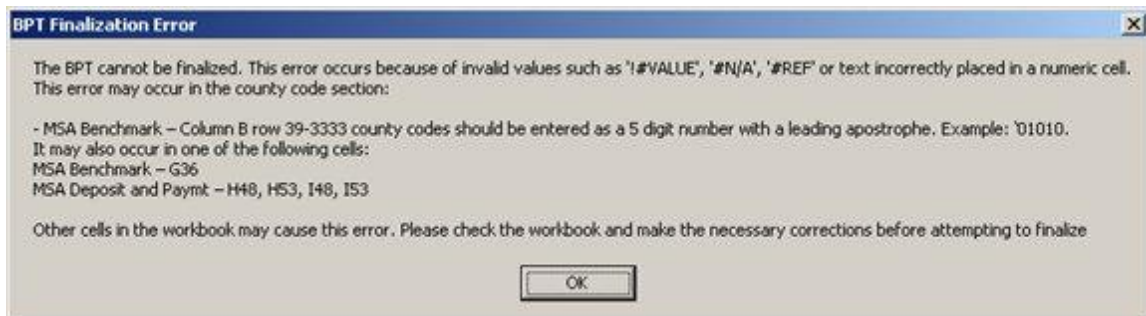 BPT Finalization Error
The BPT cannot be finalized. This error occurs because of invalid values such as '!#VALUE', '#N/A', '#REF' or text incorrectly placed in a numeric cell.
This error may occur in the county code section:
- MSA Benchmark – Column B row 39-3333 county codes should be entered as a 5 digit number with a leading apostrophe. Example: '01010.
It may also occur in one of the following cells:
MSA Benchmark – G36
MSA Deposit and Paymt – H48, H53, I48, I53
Other cells in the workbook may cause this error. Please check the workbook and make the necessary corrections before attempting to finalize
OK